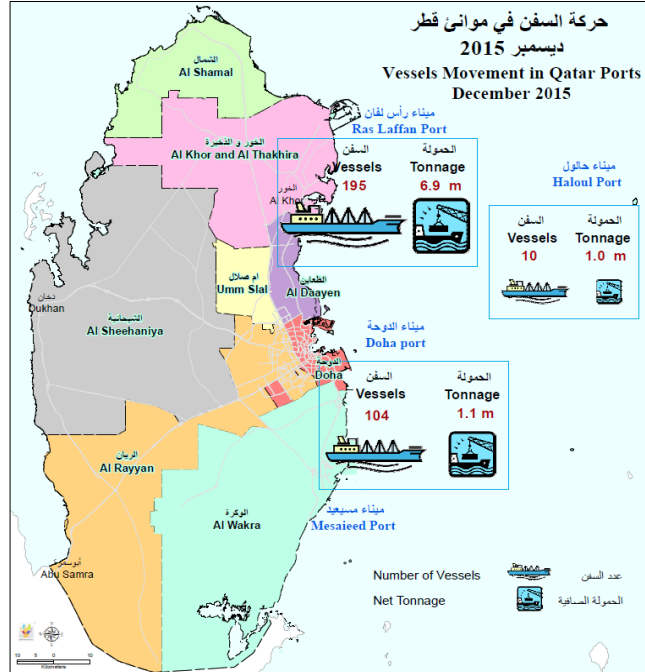 حركة السفن في موانئ قطر
ديسمبر 2015
Vessels Movement in Qatar Ports
December 2015
الشمال
Al Shamal
ميناء رأس لفان
Ras Laffan Port
الخور و الذخيرة
Al Khor and Al Thakhira
السفن الحمولة
Vessels Tonnage
195 6.9 m
ميناء حالول
Haloul Port
الخور
Al Khor
السفن الحمولة
Vessels Tonnage
10 1.0 m
ام صلال
Umm Slal
الظعاين
Al Daayen
دخان
Dukhan
الشيحانية
Al Sheehaniya
ميناء الدوحة
Doha port
الدوحة
Doha
السفن الحمولة
Vessels Tonnage
104 1.1 m
الريان
Al Rayyan
الوكرة
Al Wakra
ميناء مسيعيد
Mesaieed Port
أبوسمرة
Abu Samra
Number of Vessels عدد السفن
Net Tonnage الحمولة الصافية
10 5 0 10
Kilometers